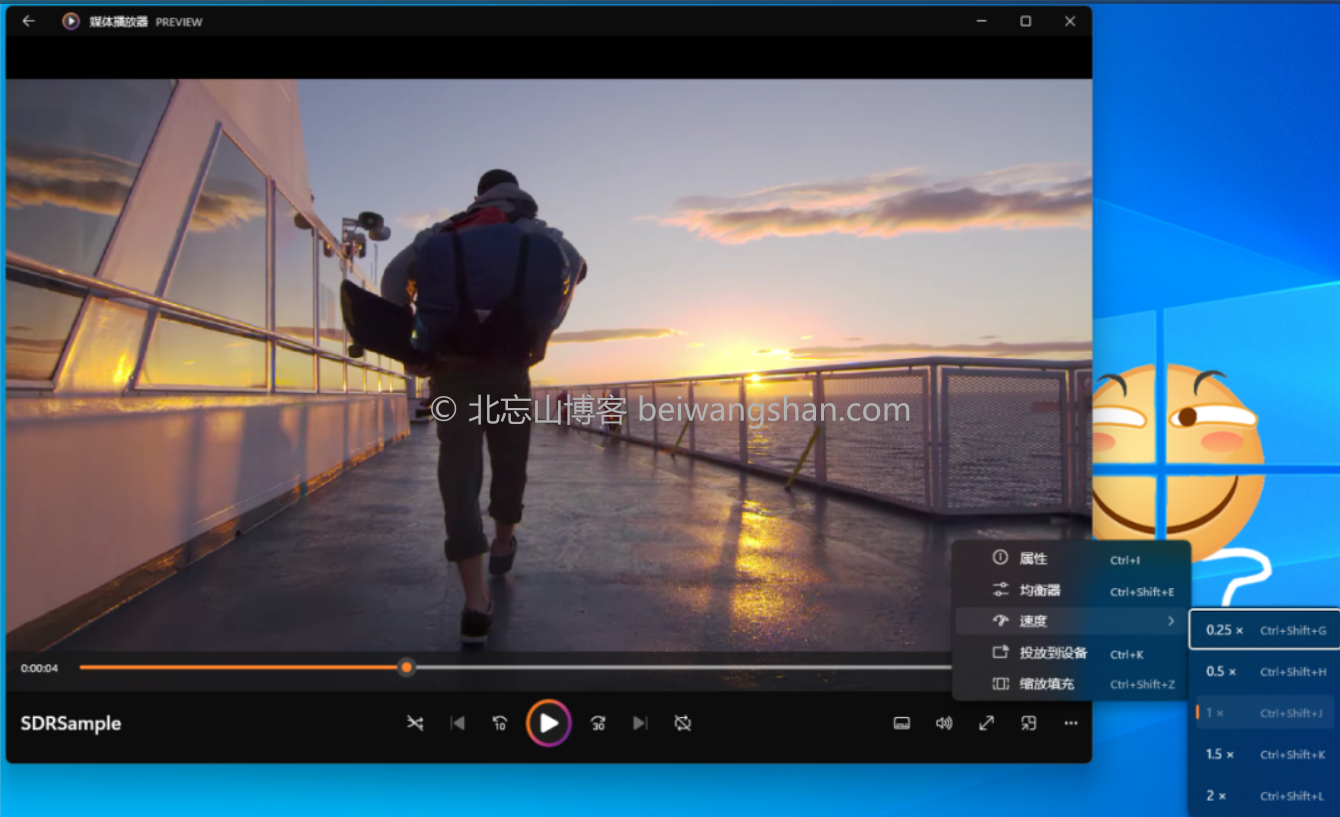 媒体播放器 PREVIEW
© 北忘山博客 beiwangshan.com
属性 Ctrl+I
均衡器 Ctrl+Shift+E
速度
投放到设备 Ctrl+K
缩放填充 Ctrl+Shift+Z
0.25 × Ctrl+Shift+G
0.5 × Ctrl+Shift+H
1 × Ctrl+Shift+J
1.5 × Ctrl+Shift+K
2 × Ctrl+Shift+L
0:00:04
SDRSample
10
30